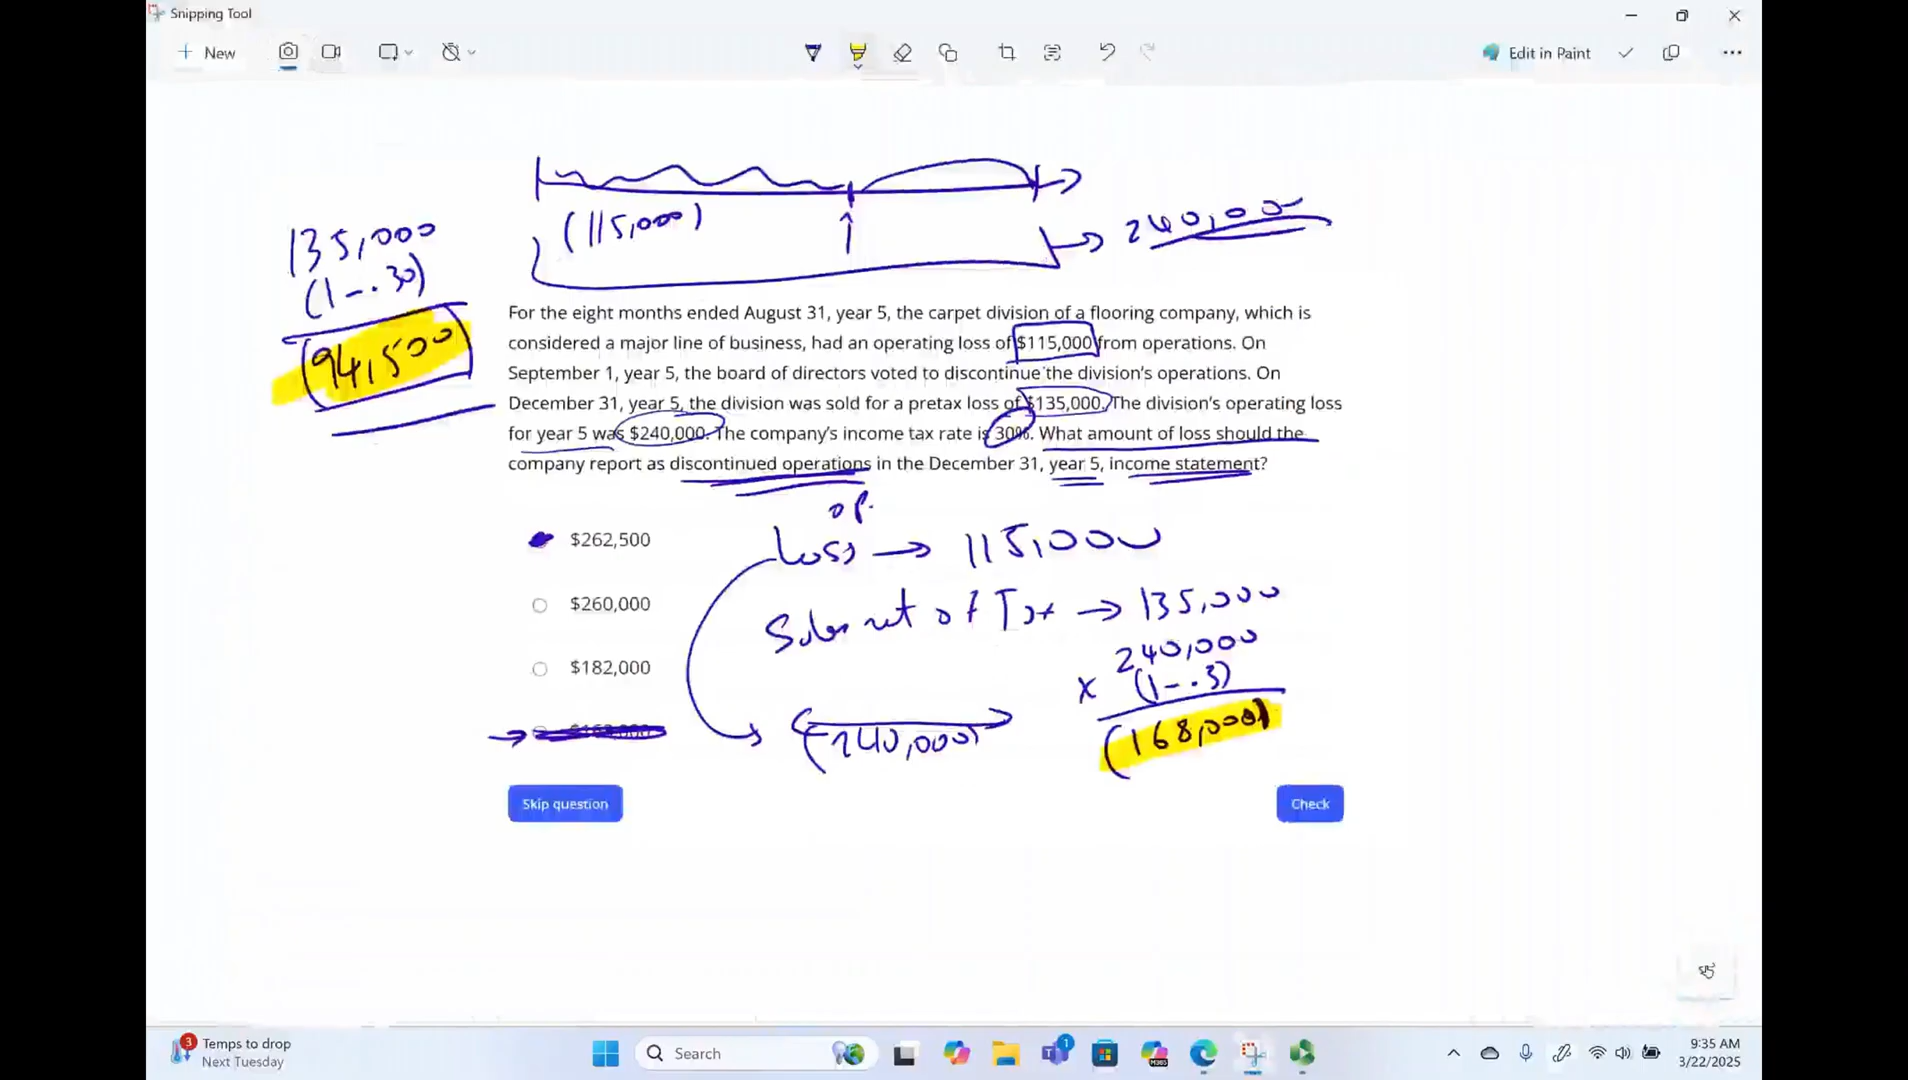 Snipping Tool
New
Edit in Paint
(115,000)
240,000
135,000
(1-.30)
(94,500
For the eight months ended August 31, year 5, the carpet division of a flooring company, which is
considered a major line of business, had an operating loss of $115,000 from operations. On
September 1, year 5, the board of directors voted to discontinue the division's operations. On
December 31, year 5, the division was sold for a pretax loss of $135,000. The division's operating loss
for year 5 was $240,000. The company's income tax rate is 30%. What amount of loss should the
company report as discontinued operations in the December 31, year 5, income statement?
op.
$262,500
Loss → 115,000
$260,000
net of Tax → 135,000
$182,000
240,000
x (1-.3)
(168,000)
(240,000)
Skip question
Check
3
Temps to drop
Next Tuesday
Search
1
M365
9:35 AM
3/22/2025